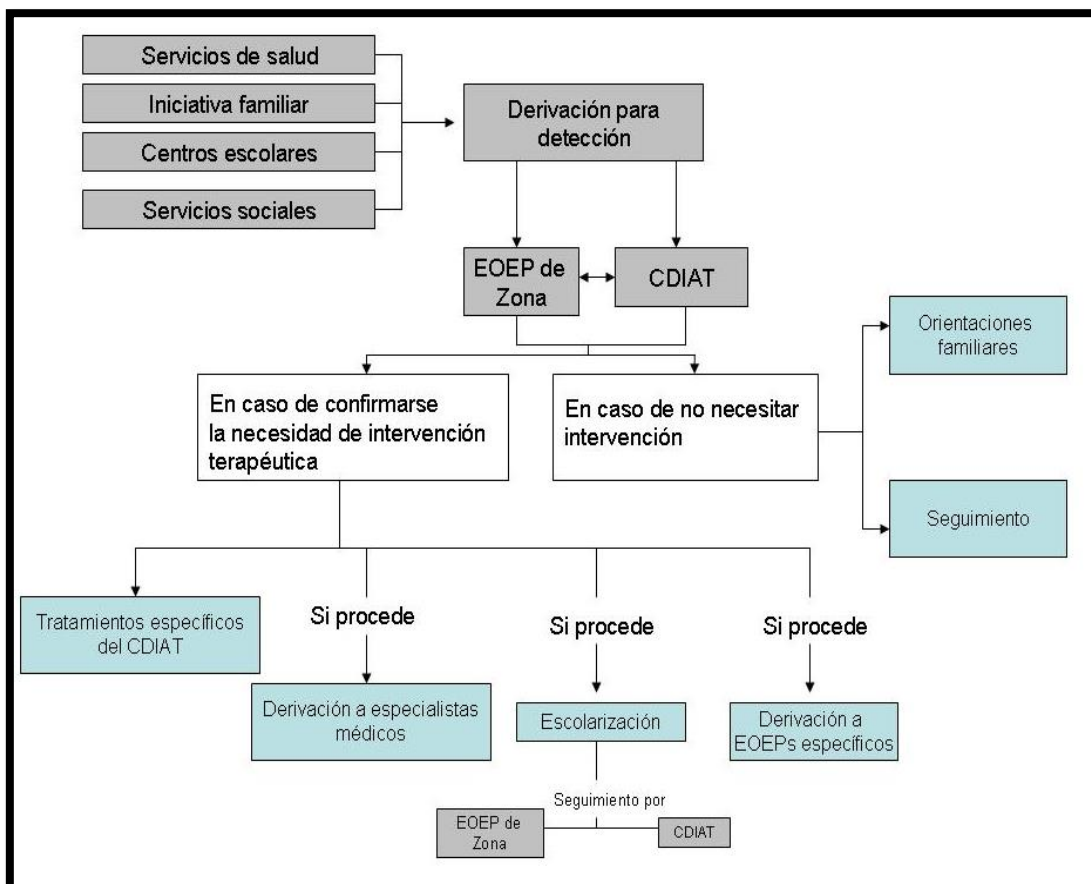 Servicios de salud
Iniciativa familiar
Centros escolares
Servicios sociales
Derivación para
detección
EOEP de
Zona
CDIAT
Orientaciones
familiares
En caso de confirmarse
la necesidad de intervención
terapéutica
En caso de no necesitar
intervención
Seguimiento
Tratamientos específicos
del CDIAT
Si procede
Derivación a especialistas
médicos
Si procede
Escolarización
Si procede
Derivación a
EOEPs específicos
Seguimiento por
EOEP de
Zona
CDIAT